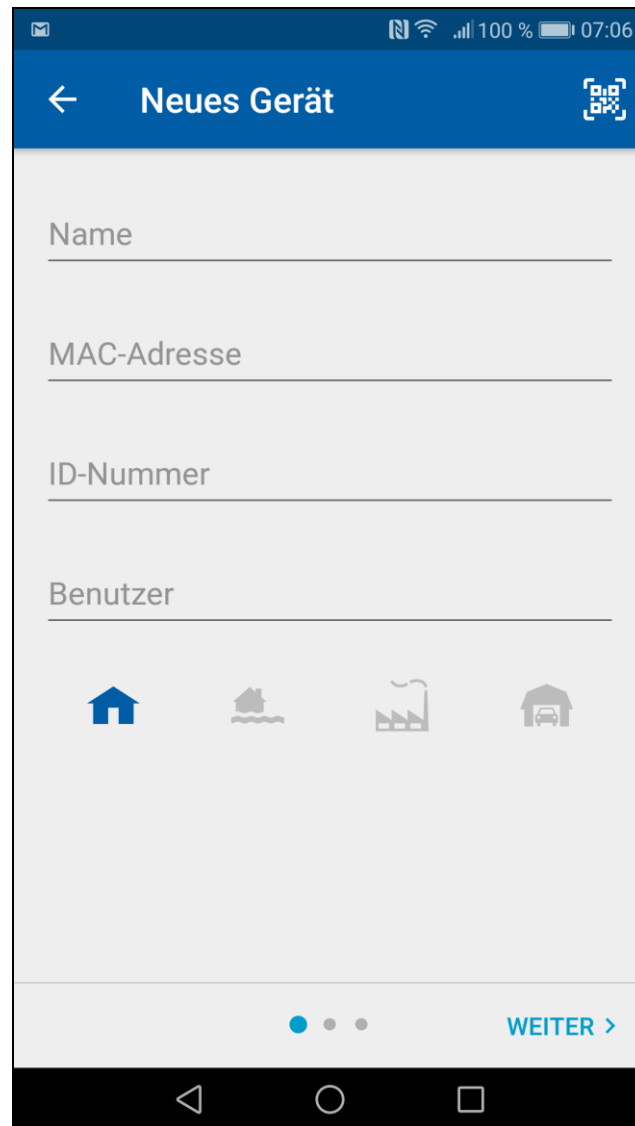 100 % 07:06
Neues Gerät
Name
MAC-Adresse
ID-Nummer
Benutzer
WEITER >